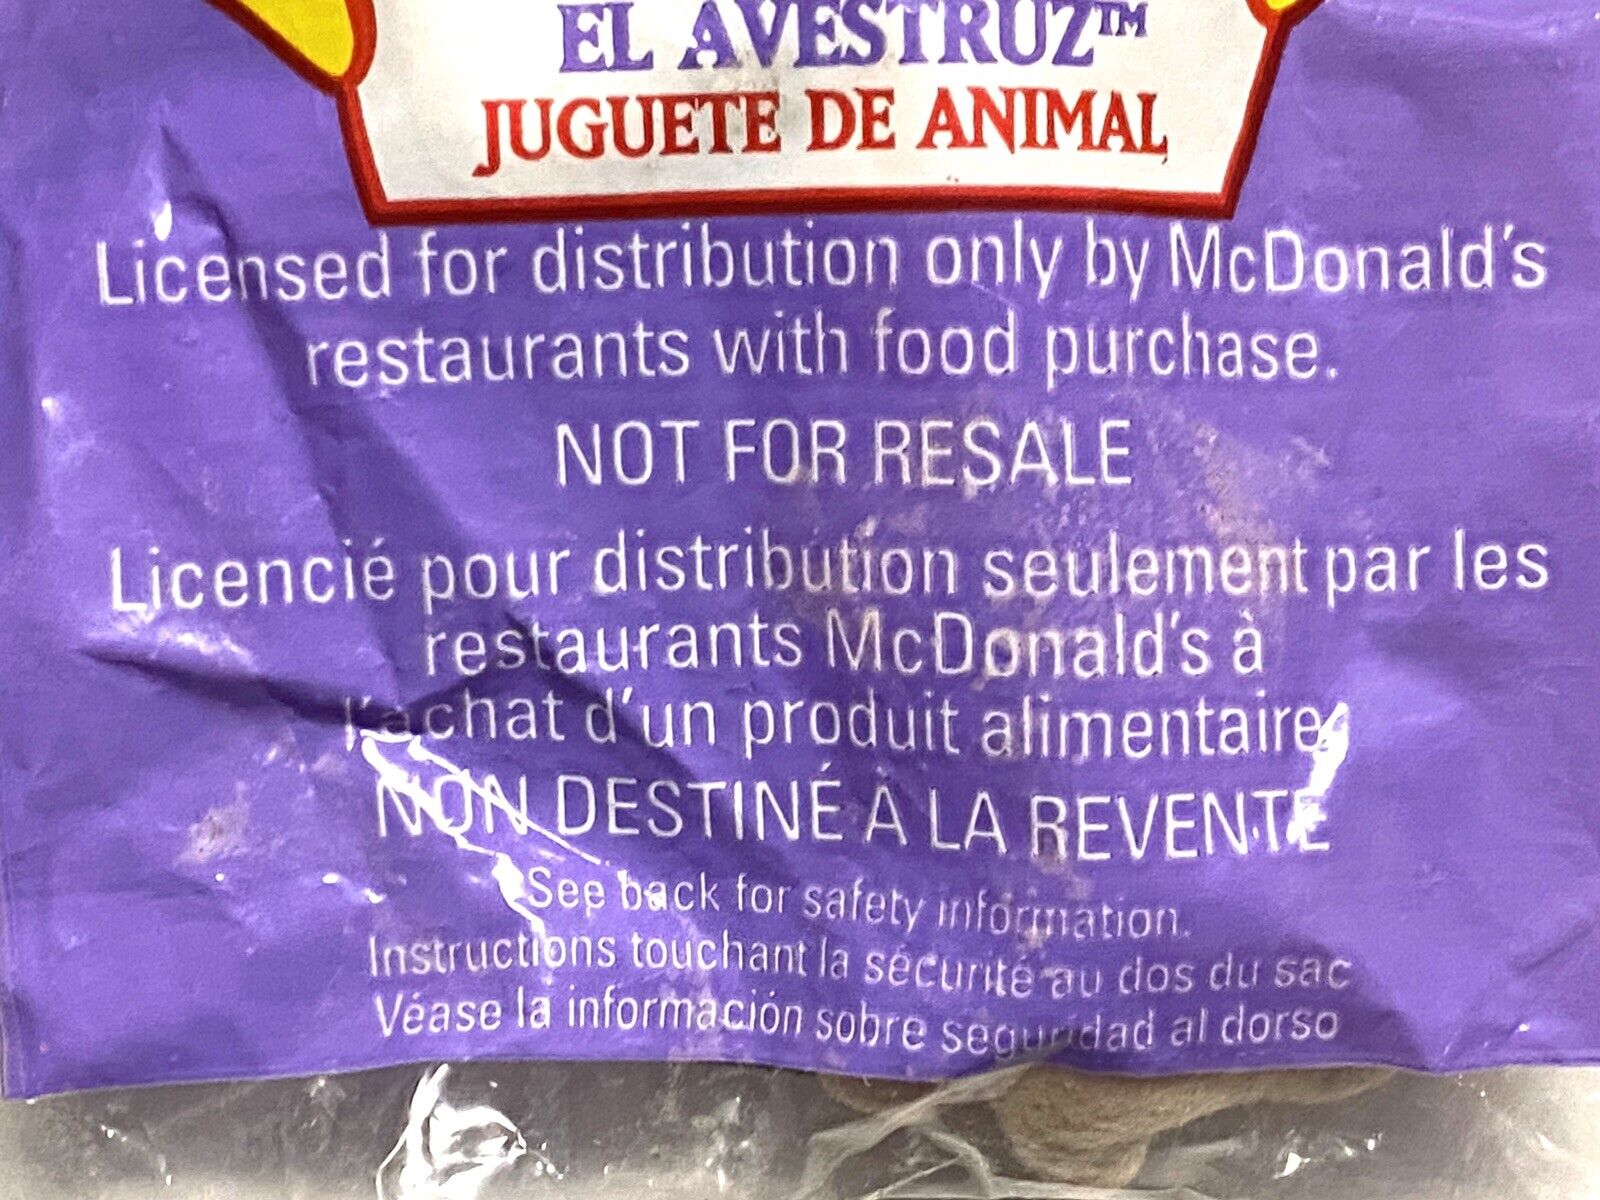 EL AVESTRUZ™
JUGUETE DE ANIMAL
Licensed for distribution only by McDonald's
restaurants with food purchase.
NOT FOR RESALE
Licencié pour distribution seulement par les
restaurants McDonald's à
l'achat d'un produit alimentaire
NON DESTINÉ À LA REVENTE
See back for safety information.
Instructions touchant la sécurité au dos du sac
Véase la información sobre seguridad al dorso